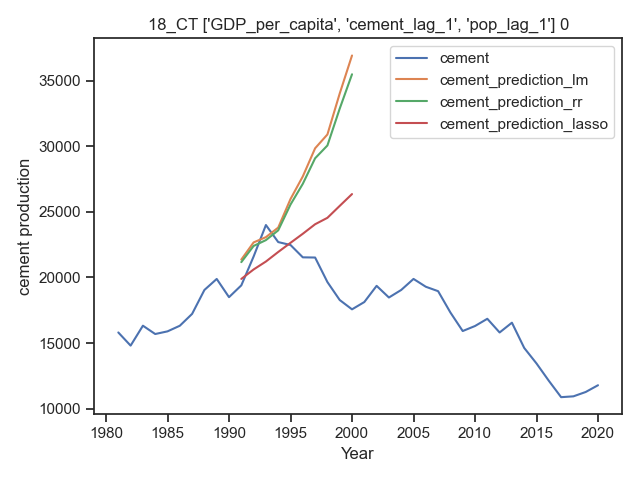 18_CT ['GDP_per_capita', 'cement_lag_1', 'pop_lag_1'] 0
cement
cement_prediction_lm
cement_prediction_rr
cement_prediction_lasso
cement production
35000
30000
25000
20000
15000
10000
1980 1985 1990 1995 2000 2005 2010 2015 2020
Year